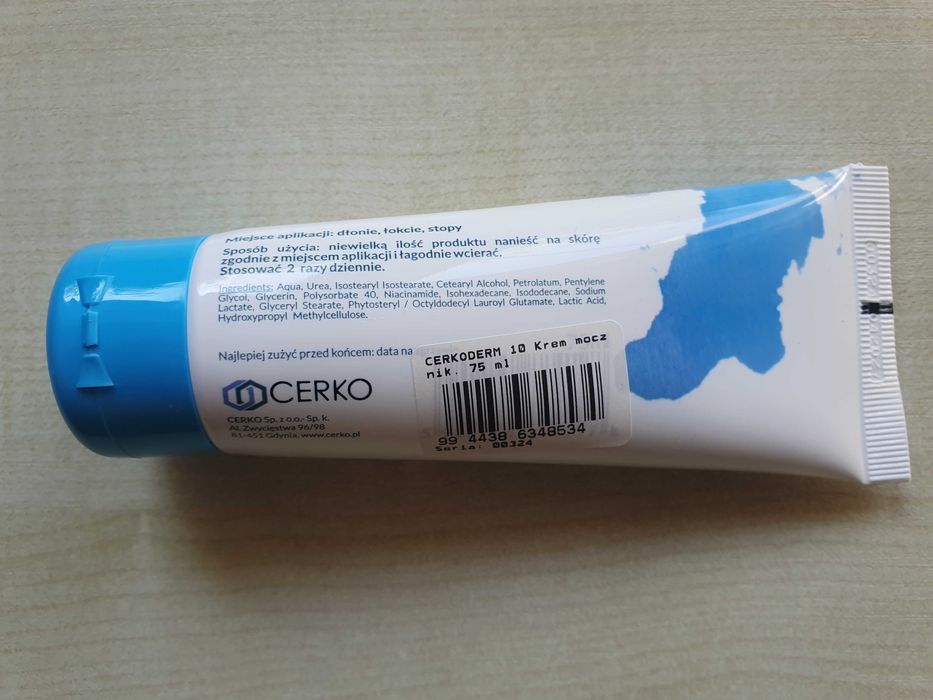 Miejsce aplikacji: dłonie, łokcie, stopy
Sposób użycia: niewielką ilość produktu nanieść na skórę
zgodnie z miejscem aplikacji i łagodnie wcierać.
Stosować 2 razy dziennie.
Ingredients: Aqua, Urea, Isostearyl Isostearate, Cetearyl Alcohol, Petrolatum, Pentylene
Glycol, Glycerin, Polysorbate 40, Niacinamide, Isohexadecane, Isododecane, Sodium
Lactate, Glyceryl Stearate, Phytosteryl / Octyldodecyl Lauroyl Glutamate, Lactic Acid,
Hydroxypropyl Methylcellulose.
Najlepiej zużyć przed końcem: data na
CERKO
CERKO Sp. z o.o.- Sp. k.
Al. Zwycięstwa 96/98
81-451 Gdynia, www.cerko.pl
CERKODERM 10 Krem mocz
nik. 75 ml
99 4438 6348534
Seria: 00324